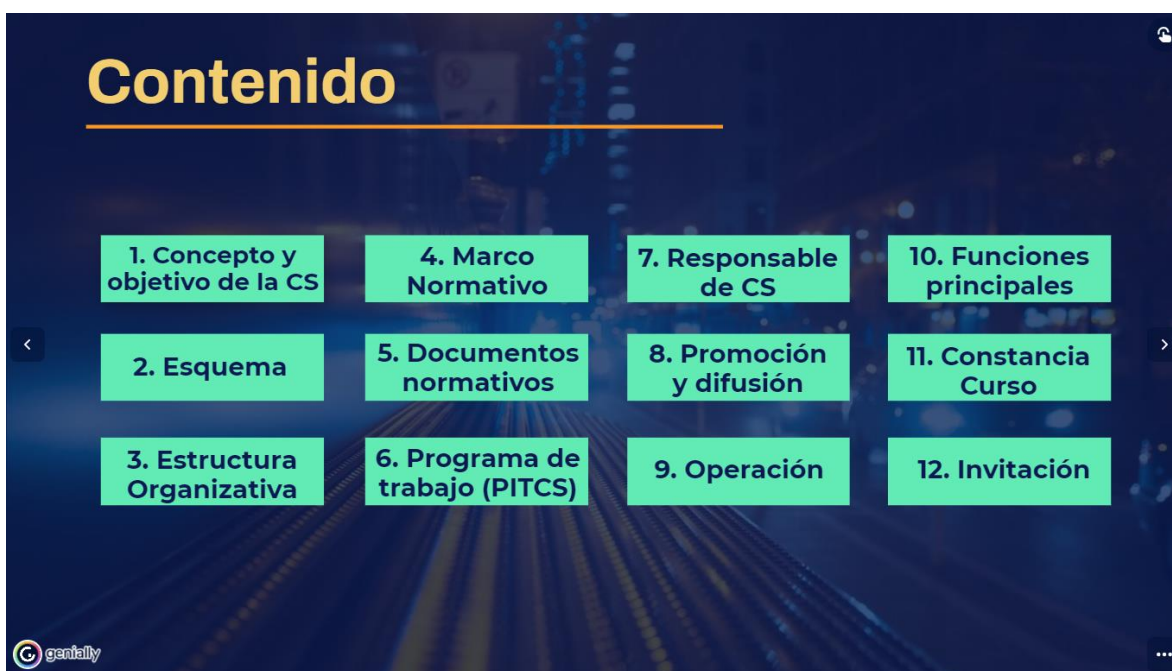 Contenido
1. Concepto y
objetivo de la CS
2. Esquema
3. Estructura
Organizativa
4. Marco
Normativo
5. Documentos
normativos
6. Programa de
trabajo (PITCS)
7. Responsable
de CS
8. Promoción
y difusión
9. Operación
10. Funciones
principales
11. Constancia
Curso
12. Invitación
genially